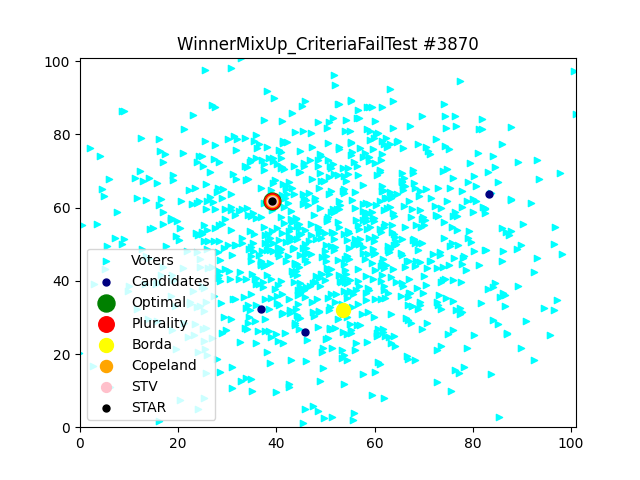 WinnerMixUp_CriteriaFailTest #3870
100
80
60
40
20
0
0 20 40 60 80 100
Voters
Candidates
Optimal
Plurality
Borda
Copeland
STV
STAR